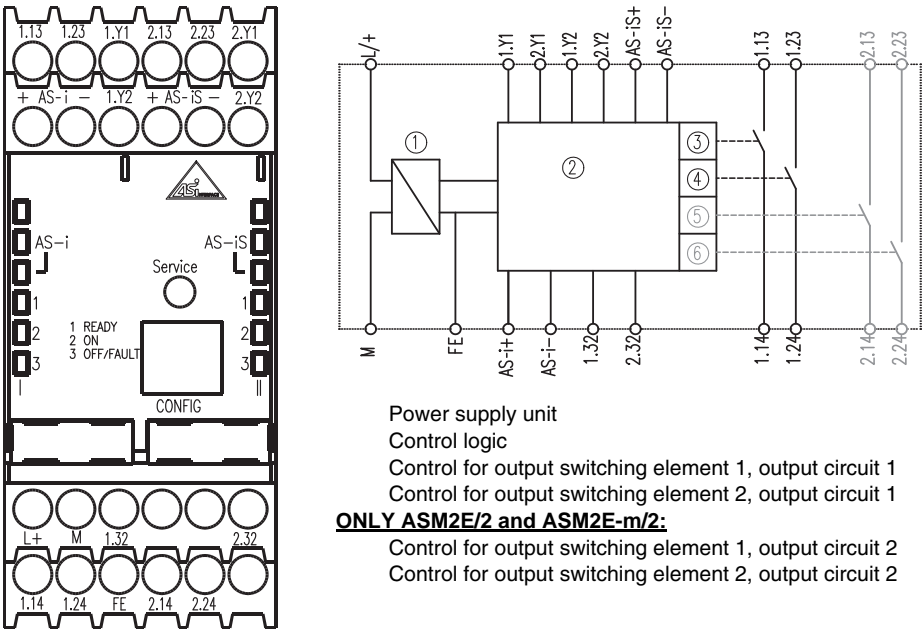 1.13 1.23 1.Y1 2.13 2.23 2.Y1
+ AS-i − 1.Y2 + AS-iS − 2.Y2
AS-i INTERFACE
AS-i AS-iS
Service
1 1
1 READY
2 ON
3 OFF/FAULT
2 2
3 3
I II
CONFIG
L+ M 1.32 2.32
1.14 1.24 FE 2.14 2.24
L/+ 1.Y1 2.Y1 1.Y2 2.Y2 AS-iS+ AS-iS− 1.13 1.23 2.13 2.23
1
2
3
4
5
6
M FE AS-i+ AS-i− 1.32 2.32 1.14 1.24 2.14 2.24
Power supply unit
Control logic
Control for output switching element 1, output circuit 1
Control for output switching element 2, output circuit 1
ONLY ASM2E/2 and ASM2E-m/2:
Control for output switching element 1, output circuit 2
Control for output switching element 2, output circuit 2